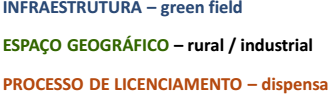 INFRAESTRUTURA – green field
ESPAÇO GEOGRÁFICO – rural / industrial
PROCESSO DE LICENCIAMENTO – dispensa